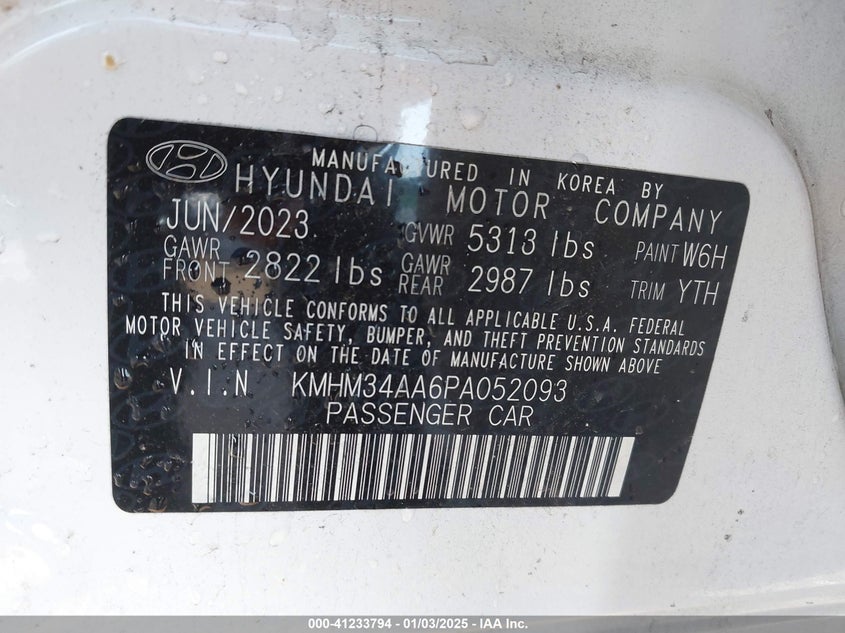 MANUFACTURED IN KOREA BY
HYUNDAI MOTOR COMPANY
JUN/2023 GVWR 5313 lbs PAINT W6H
GAWR FRONT 2822 lbs GAWR REAR 2987 lbs TRIM YTH
THIS VEHICLE CONFORMS TO ALL APPLICABLE U.S.A. FEDERAL
MOTOR VEHICLE SAFETY, BUMPER, AND THEFT PREVENTION STANDARDS
IN EFFECT ON THE DATE OF MANUFACTURE SHOWN ABOVE
V.I.N KMHM34AA6PA052093
PASSENGER CAR
000-41233794 - 01/03/2025 - IAA Inc.